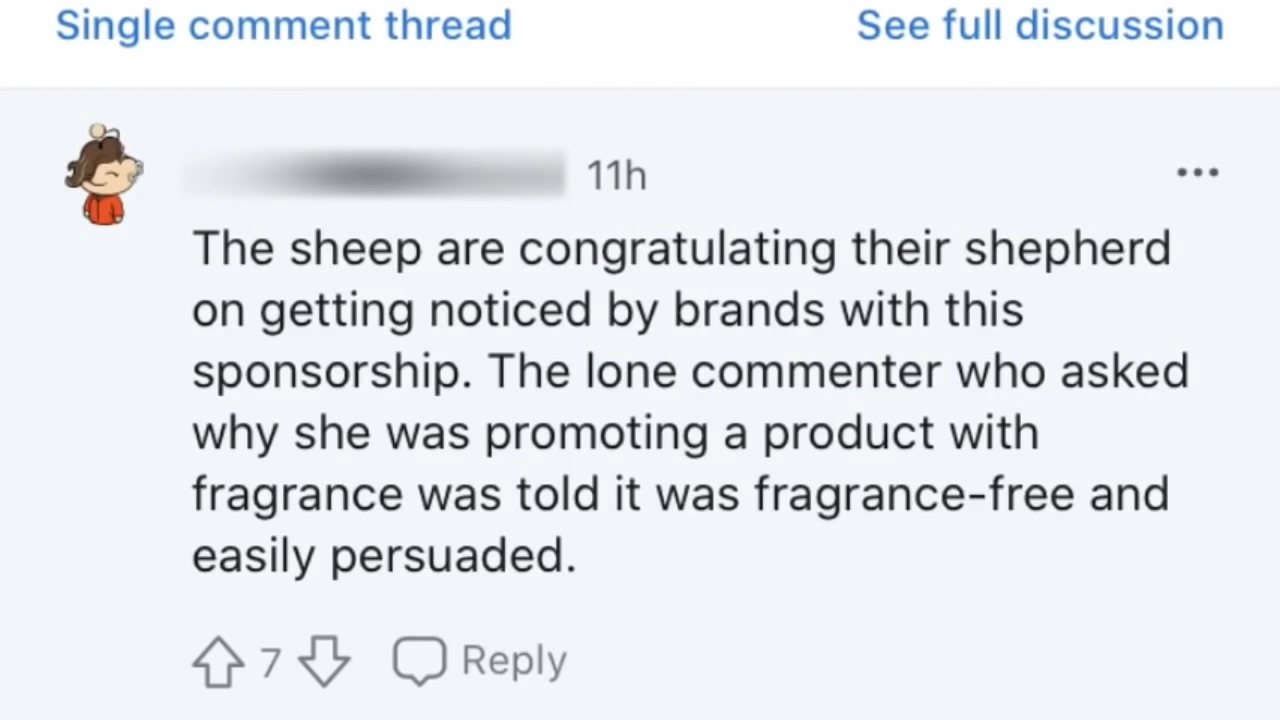 Single comment thread
See full discussion
11h
The sheep are congratulating their shepherd
on getting noticed by brands with this
sponsorship. The lone commenter who asked
why she was promoting a product with
fragrance was told it was fragrance-free and
easily persuaded.
7
Reply